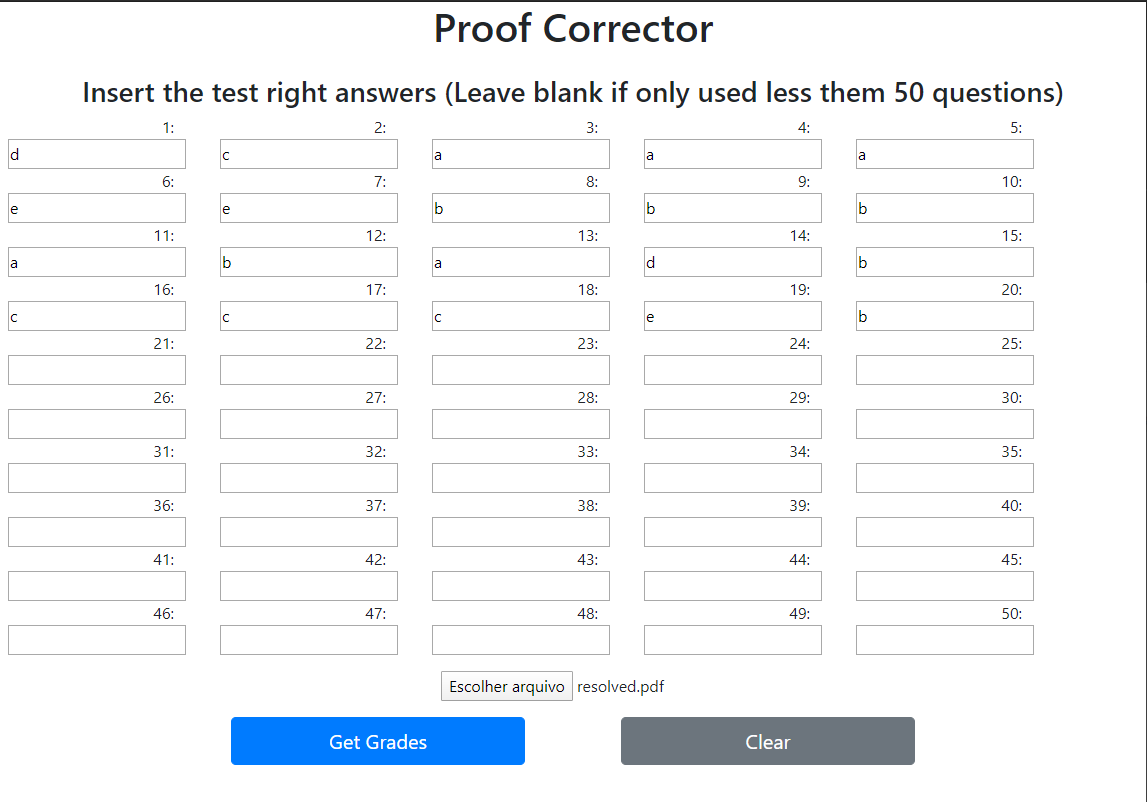 Proof Corrector
Insert the test right answers (Leave blank if only used less them 50 questions)
1: 2: 3: 4: 5:
d c a a a
6: 7: 8: 9: 10:
e e b b b
11: 12: 13: 14: 15:
a b a d b
16: 17: 18: 19: 20:
c c c e b
21: 22: 23: 24: 25:
26: 27: 28: 29: 30:
31: 32: 33: 34: 35:
36: 37: 38: 39: 40:
41: 42: 43: 44: 45:
46: 47: 48: 49: 50:
Escolher arquivo resolved.pdf
Get Grades Clear